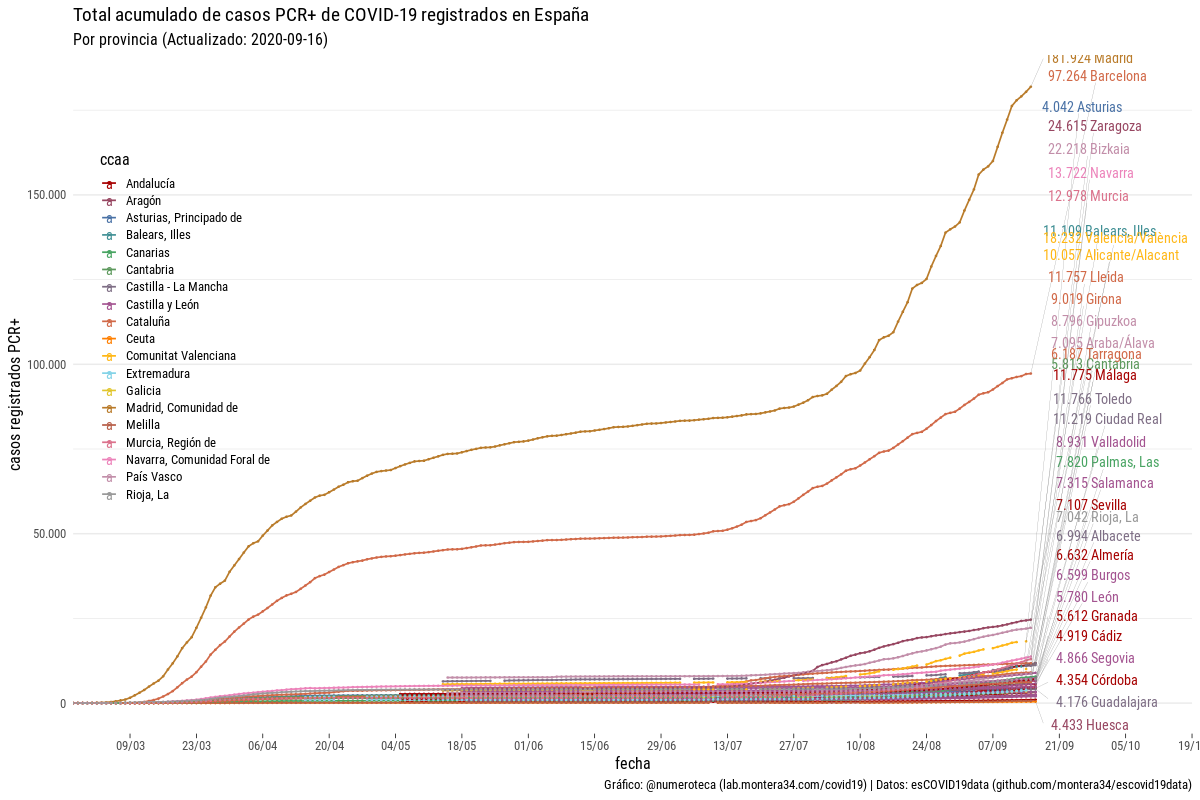 Total acumulado de casos PCR+ de COVID-19 registrados en España
Por provincia (Actualizado: 2020-09-16)
181.924 Madrid
97.264 Barcelona
4.042 Asturias
24.615 Zaragoza
22.218 Bizkaia
13.722 Navarra
12.978 Murcia
11.109 Balears, Illes
18.232 Valencia/València
10.057 Alicante/Alacant
11.757 Lleida
9.019 Girona
8.796 Gipuzkoa
7.095 Araba/Álava
6.187 Tarragona
5.813 Cantabria
11.775 Málaga
11.766 Toledo
11.219 Ciudad Real
8.931 Valladolid
7.820 Palmas, Las
7.315 Salamanca
7.107 Sevilla
7.042 Rioja, La
6.994 Albacete
6.632 Almería
6.599 Burgos
5.780 León
5.612 Granada
4.919 Cádiz
4.866 Segovia
4.354 Córdoba
4.176 Guadalajara
4.433 Huesca
ccaa
Andalucía
Aragón
Asturias, Principado de
Balears, Illes
Canarias
Cantabria
Castilla - La Mancha
Castilla y León
Cataluña
Ceuta
Comunitat Valenciana
Extremadura
Galicia
Madrid, Comunidad de
Melilla
Murcia, Región de
Navarra, Comunidad Foral de
País Vasco
Rioja, La
casos registrados PCR+
150.000
100.000
50.000
0
09/03 23/03 06/04 20/04 04/05 18/05 01/06 15/06 29/06 13/07 27/07 10/08 24/08 07/09 21/09 05/10 19/1
fecha
Gráfico: @numeroteca (lab.montera34.com/covid19) | Datos: esCOVID19data (github.com/montera34/escovid19data)